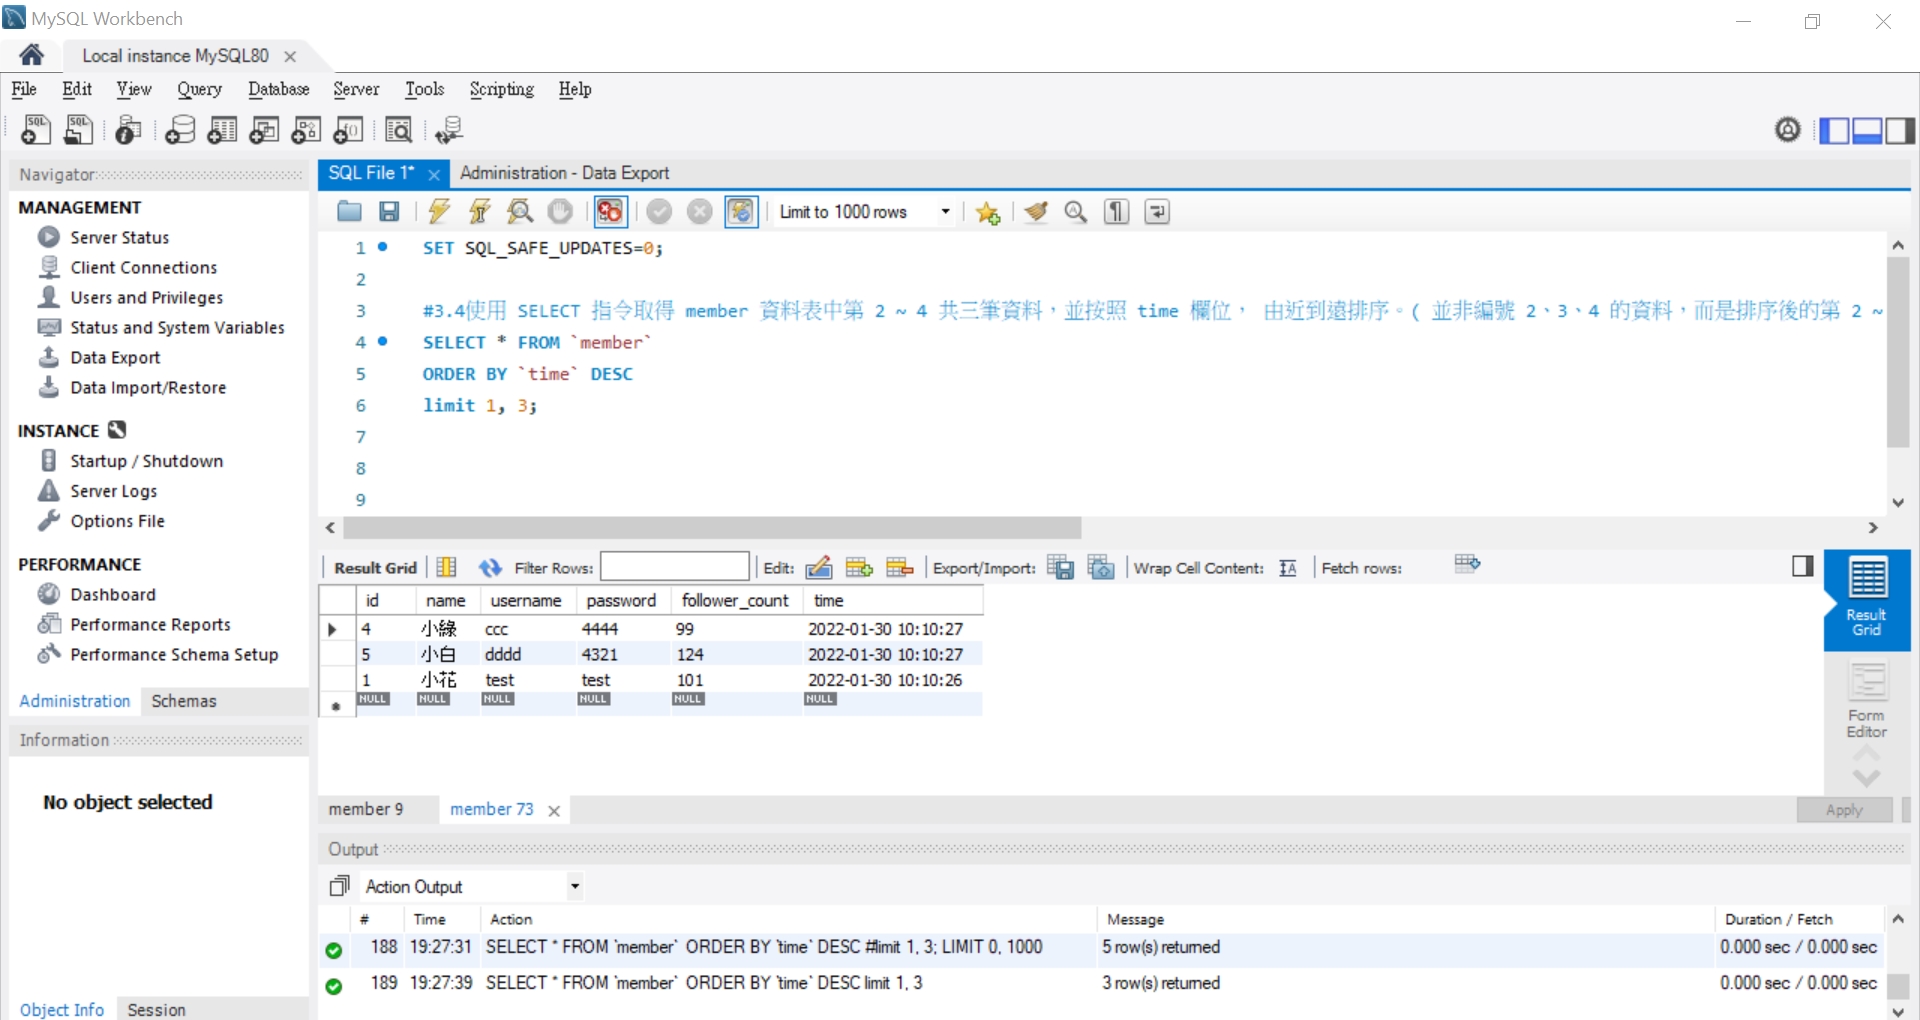 MySQL Workbench
Local instance MySQL80
File Edit View Query Database Server Tools Scripting Help
Navigator
MANAGEMENT
Server Status
Client Connections
Users and Privileges
Status and System Variables
Data Export
Data Import/Restore
INSTANCE
Startup / Shutdown
Server Logs
Options File
PERFORMANCE
Dashboard
Performance Reports
Performance Schema Setup
Administration Schemas
Information
No object selected
Object Info Session
SQL File 1* Administration - Data Export
Limit to 1000 rows
1 SET SQL_SAFE_UPDATES=0;
2
3 #3.4使用 SELECT 指令取得 member 資料表中第 2 ~ 4 共三筆資料，並按照 time 欄位， 由近到遠排序。( 並非編號 2、3、4 的資料，而是排序後的第 2 ~
4 SELECT * FROM `member`
5 ORDER BY `time` DESC
6 limit 1, 3;
7
8
9
Result Grid Filter Rows: Edit: Export/Import: Wrap Cell Content: Fetch rows:
id name username password follower_count time
4 小綠 ccc 4444 99 2022-01-30 10:10:27
5 小白 dddd 4321 124 2022-01-30 10:10:27
1 小花 test test 101 2022-01-30 10:10:26
NULL NULL NULL NULL NULL NULL
Result
Grid
Form
Editor
member 9 member 73
Apply
Output
Action Output
# Time Action Message Duration / Fetch
188 19:27:31 SELECT * FROM `member` ORDER BY `time` DESC #limit 1, 3; LIMIT 0, 1000 5 row(s) returned 0.000 sec / 0.000 sec
189 19:27:39 SELECT * FROM `member` ORDER BY `time` DESC limit 1, 3 3 row(s) returned 0.000 sec / 0.000 sec